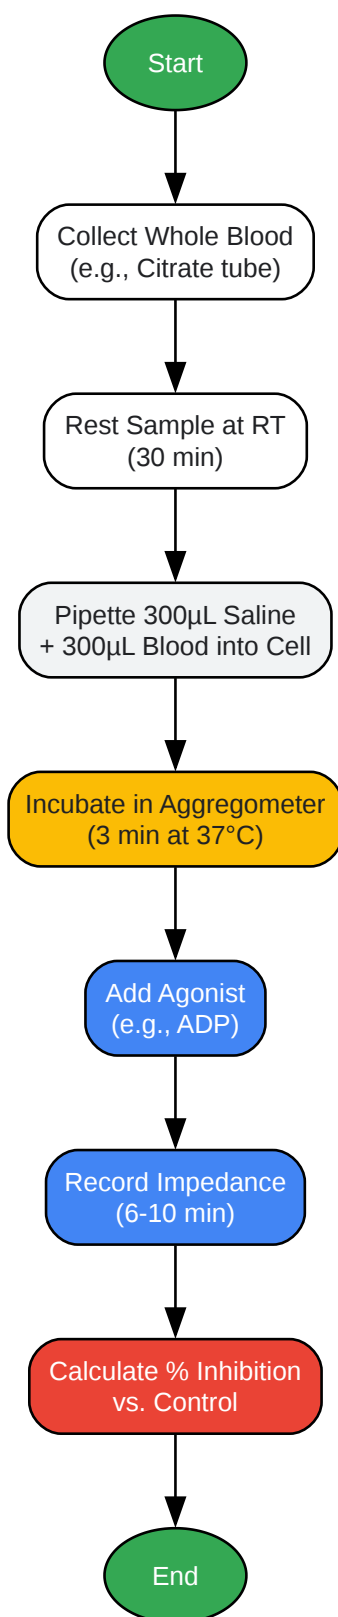 Start
Collect Whole Blood
(e.g., Citrate tube)
Rest Sample at RT
(30 min)
Pipette 300µL Saline
+ 300µL Blood into Cell
Incubate in Aggregometer
(3 min at 37°C)
Add Agonist
(e.g., ADP)
Record Impedance
(6-10 min)
Calculate % Inhibition
vs. Control
End